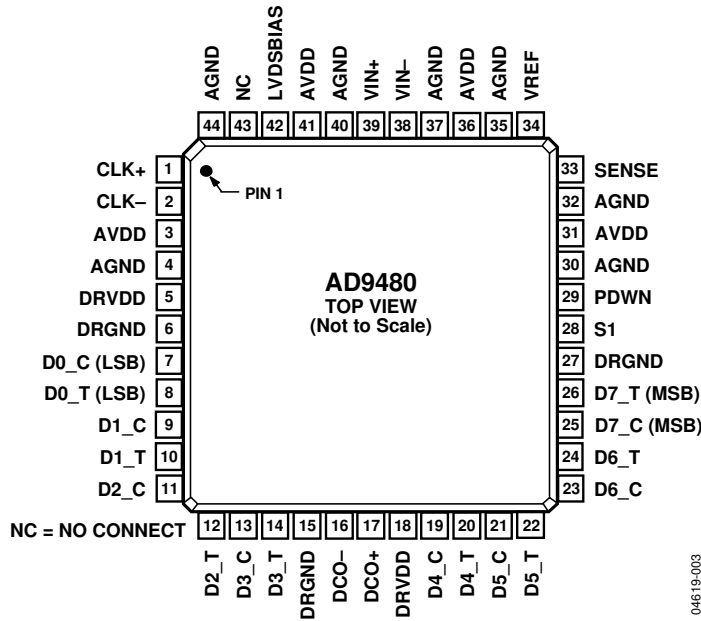 AGND
NC
LVDSBIAS
AVDD
AGND
VIN+
VIN–
AGND
AVDD
AGND
VREF
44 43 42 41 40 39 38 37 36 35 34
CLK+ 1
CLK– 2
AVDD 3
AGND 4
DRVDD 5
DRGND 6
D0_C (LSB) 7
D0_T (LSB) 8
D1_C 9
D1_T 10
D2_C 11
PIN 1
AD9480
TOP VIEW
(Not to Scale)
33 SENSE
32 AGND
31 AVDD
30 AGND
29 PDWN
28 S1
27 DRGND
26 D7_T (MSB)
25 D7_C (MSB)
24 D6_T
23 D6_C
NC = NO CONNECT
12 13 14 15 16 17 18 19 20 21 22
D2_T
D3_C
D3_T
DRGND
DCO–
DCO+
DRVDD
D4_C
D4_T
D5_C
D5_T
04619-003